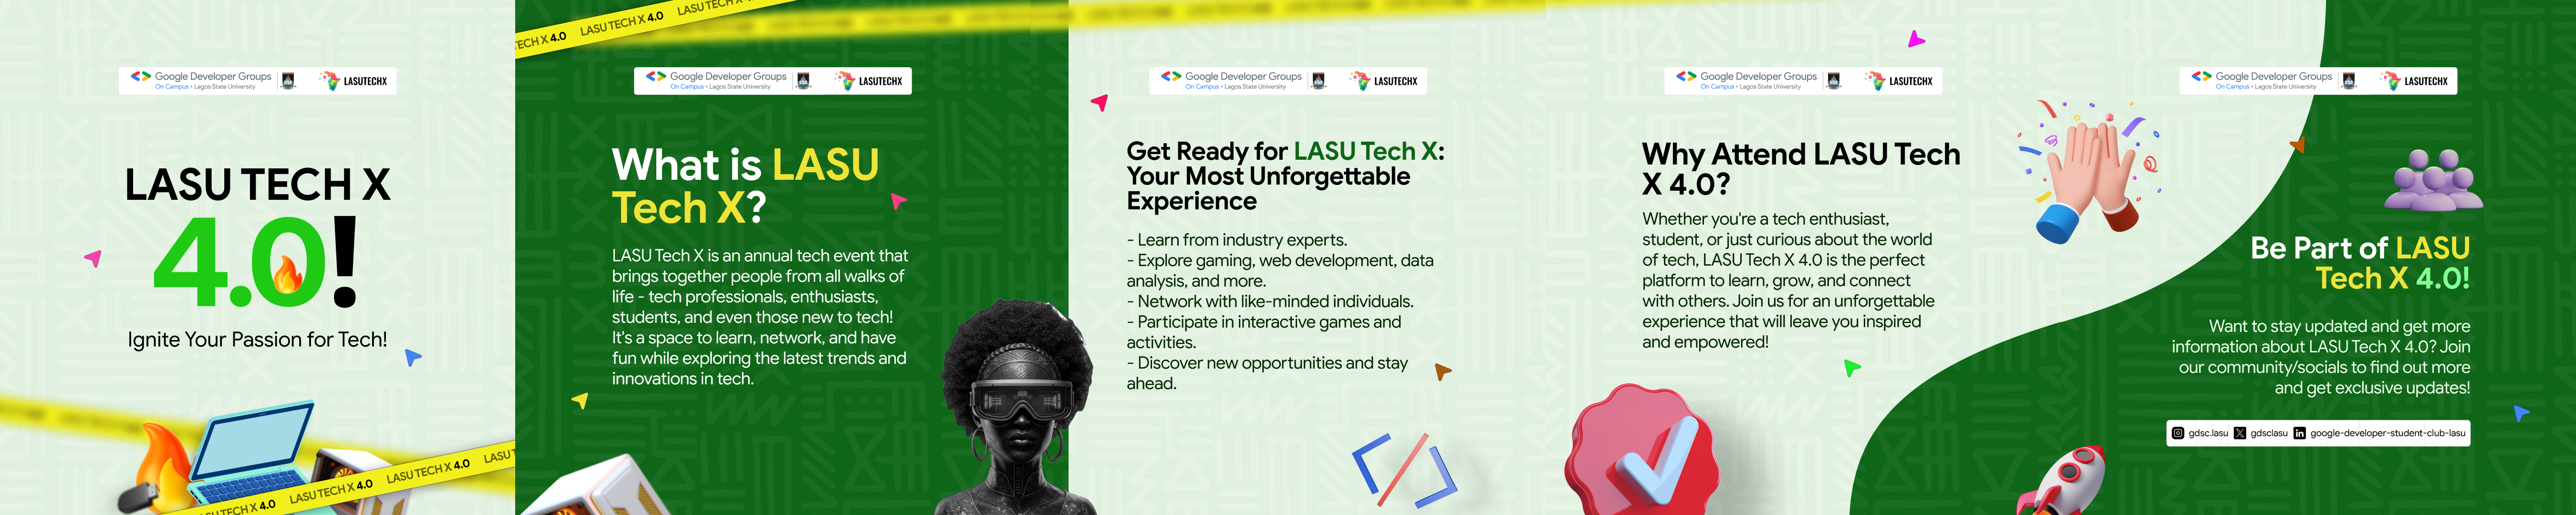 Google Developer Groups
On Campus • Lagos State University
LASUTECHX
LASU TECH X
4.0!
Ignite Your Passion for Tech!
LASU TECH X 4.0
LASU TECH X 4.0
LASU TECH X 4.0
LASU T
TECH X 4.0
LASU TECH X 4.0
LASU TECH X 4.0
Google Developer Groups
On Campus • Lagos State University
LASUTECHX
What is LASU
Tech X?
LASU Tech X is an annual tech event that
brings together people from all walks of
life - tech professionals, enthusiasts,
students, and even those new to tech!
It's a space to learn, network, and have
fun while exploring the latest trends and
innovations in tech.
Google Developer Groups
On Campus • Lagos State University
LASUTECHX
Get Ready for LASU Tech X:
Your Most Unforgettable
Experience
- Learn from industry experts.
- Explore gaming, web development, data
analysis, and more.
- Network with like-minded individuals.
- Participate in interactive games and
activities.
- Discover new opportunities and stay
ahead.
Google Developer Groups
On Campus • Lagos State University
LASUTECHX
Why Attend LASU Tech
X 4.0?
Whether you're a tech enthusiast,
student, or just curious about the world
of tech, LASU Tech X 4.0 is the perfect
platform to learn, grow, and connect
with others. Join us for an unforgettable
experience that will leave you inspired
and empowered!
Google Developer Groups
On Campus • Lagos State University
LASUTECHX
Be Part of LASU
Tech X 4.0!
Want to stay updated and get more
information about LASU Tech X 4.0? Join
our community/socials to find out more
and get exclusive updates!
gdsc.lasu gdsclasu google-developer-student-club-lasu